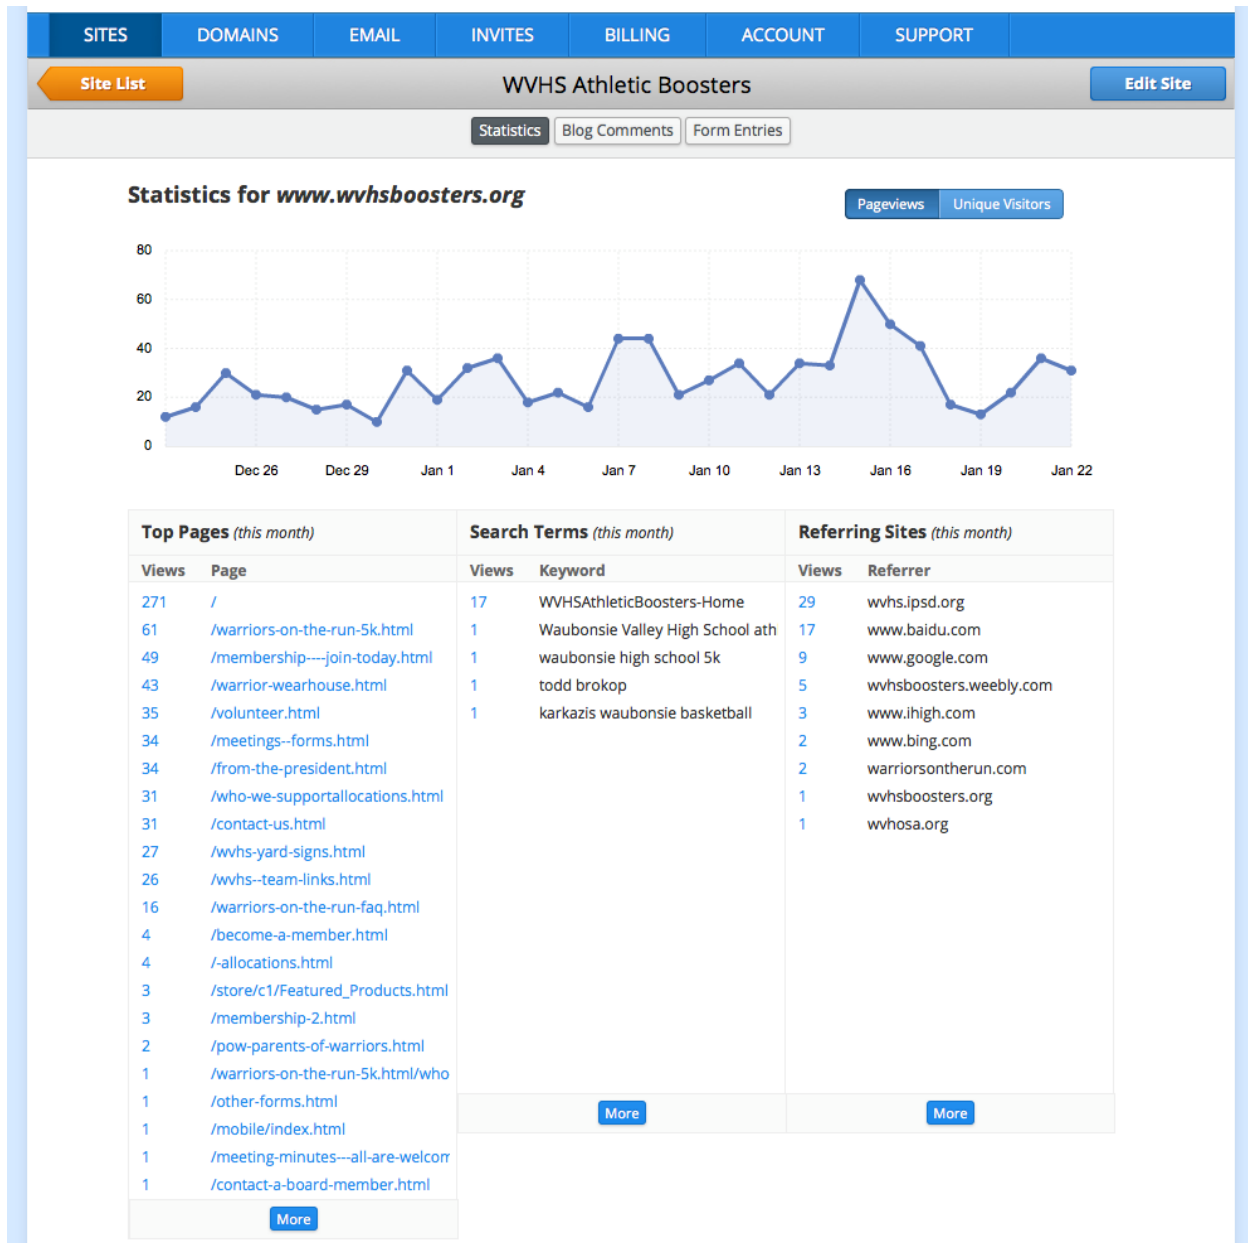 SITES DOMAINS EMAIL INVITES BILLING ACCOUNT SUPPORT
Site List WVHS Athletic Boosters Edit Site
Statistics Blog Comments Form Entries
Statistics for www.wvhsboosters.org
Pageviews Unique Visitors
80
60
40
20
0
Dec 26 Dec 29 Jan 1 Jan 4 Jan 7 Jan 10 Jan 13 Jan 16 Jan 19 Jan 22
Top Pages (this month)
Views Page
271 /
61 /warriors-on-the-run-5k.html
49 /membership----join-today.html
43 /warrior-wearhouse.html
35 /volunteer.html
34 /meetings--forms.html
34 /from-the-president.html
31 /who-we-supportallocations.html
31 /contact-us.html
27 /wvhs-yard-signs.html
26 /wvhs--team-links.html
16 /warriors-on-the-run-faq.html
4 /become-a-member.html
4 /-allocations.html
3 /store/c1/Featured_Products.html
3 /membership-2.html
2 /pow-parents-of-warriors.html
1 /warriors-on-the-run-5k.html/who
1 /other-forms.html
1 /mobile/index.html
1 /meeting-minutes---all-are-welcom
1 /contact-a-board-member.html
More
Search Terms (this month)
Views Keyword
17 WVHSAthleticBoosters-Home
1 Waubonsie Valley High School ath
1 waubonsie high school 5k
1 todd brokop
1 karkazis waubonsie basketball
More
Referring Sites (this month)
Views Referrer
29 wvhs.ipsd.org
17 www.baidu.com
9 www.google.com
5 wvhsboosters.weebly.com
3 www.ihigh.com
2 www.bing.com
2 warriorsontherun.com
1 wvhsboosters.org
1 wvhosa.org
More